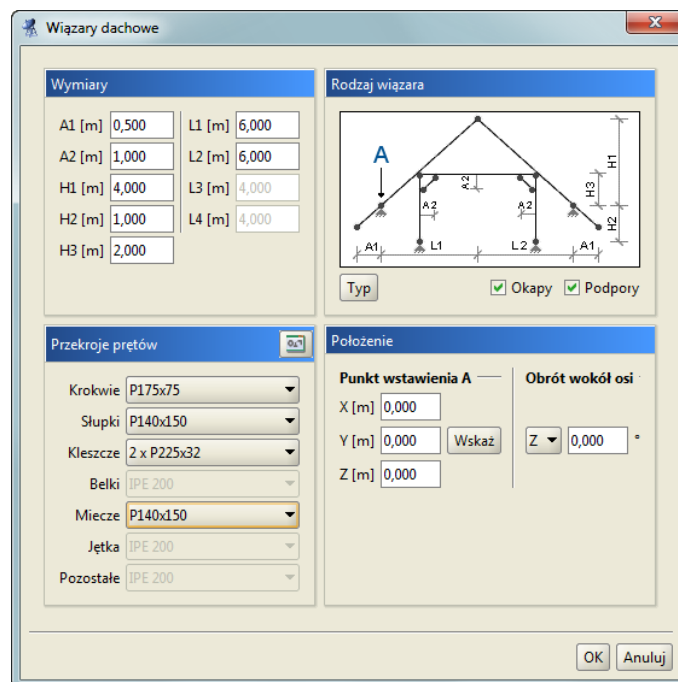 Wiązary dachowe
Wymiary
A1 [m] 0,500 L1 [m] 6,000
A2 [m] 1,000 L2 [m] 6,000
H1 [m] 4,000 L3 [m] 4,000
H2 [m] 1,000 L4 [m] 4,000
H3 [m] 2,000
Rodzaj wiązara
A
H1
A2
H3
A2 A2
H2
A1 L1 L2 A1
Typ Okapy Podpory
Przekroje prętów
Krokwie P175x75
Słupki P140x150
Kleszcze 2 x P225x32
Belki IPE 200
Miecze P140x150
Jętka IPE 200
Pozostałe IPE 200
Położenie
Punkt wstawienia A Obrót wokół osi
X [m] 0,000
Y [m] 0,000 Wskaż Z 0,000 °
Z [m] 0,000
OK Anuluj